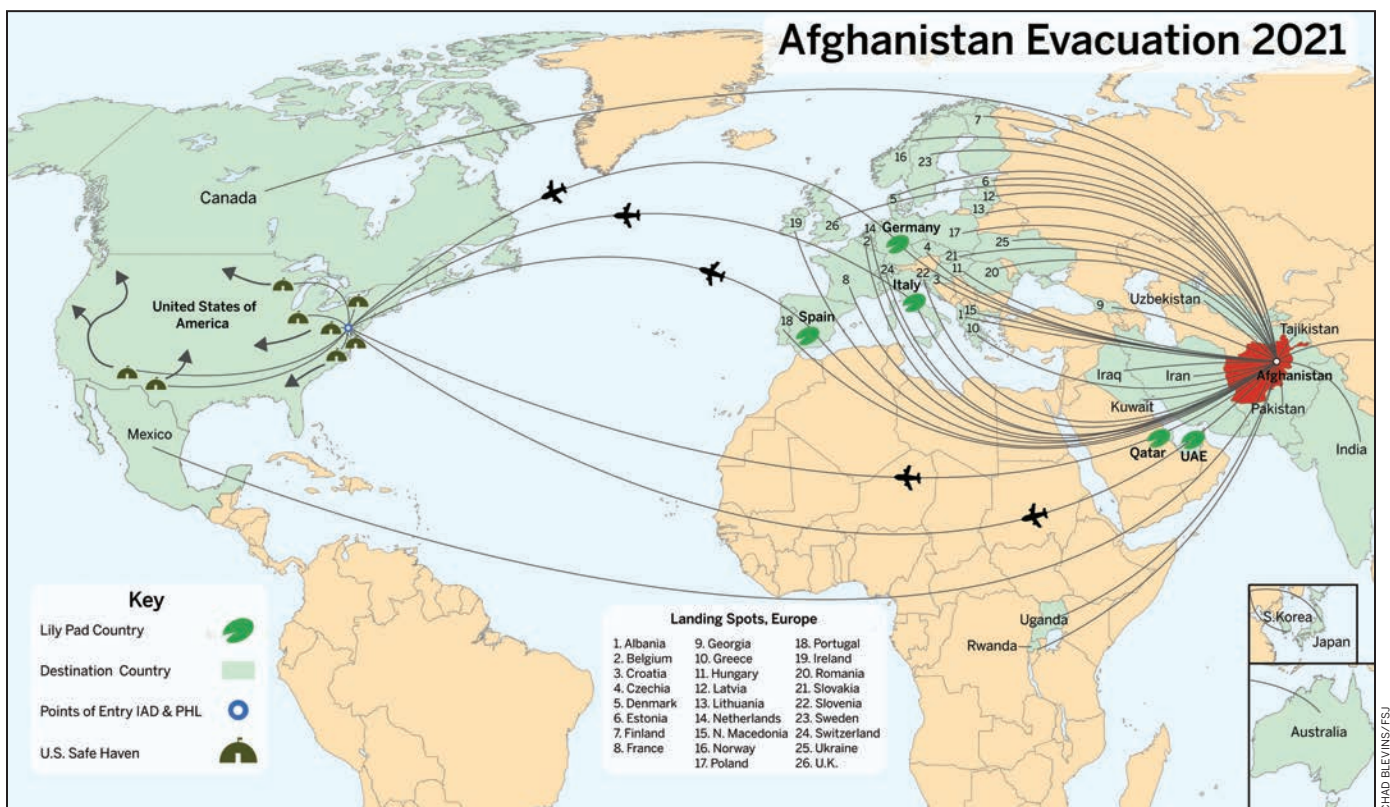 Afghanistan Evacuation 2021
Canada
United States of
America
Mexico
7
16
23
6
12
5
13
19
26
14
Germany
2
17
25
4
21
11
24
22
3
20
Italy
8
Spain
18
1
15
10
9
Uzbekistan
Tajikistan
Iraq
Iran
Afghanistan
Kuwait
Pakistan
Qatar
UAE
India
Uganda
Rwanda
S.Korea
Japan
Australia
Key
Lily Pad Country
Destination Country
Points of Entry IAD & PHL
U.S. Safe Haven
Landing Spots, Europe
1. Albania
2. Belgium
3. Croatia
4. Czechia
5. Denmark
6. Estonia
7. Finland
8. France
9. Georgia
10. Greece
11. Hungary
12. Latvia
13. Lithuania
14. Netherlands
15. N. Macedonia
16. Norway
17. Poland
18. Portugal
19. Ireland
20. Romania
21. Slovakia
22. Slovenia
23. Sweden
24. Switzerland
25. Ukraine
26. U.K.
CHAD BLEVINS/FSJ